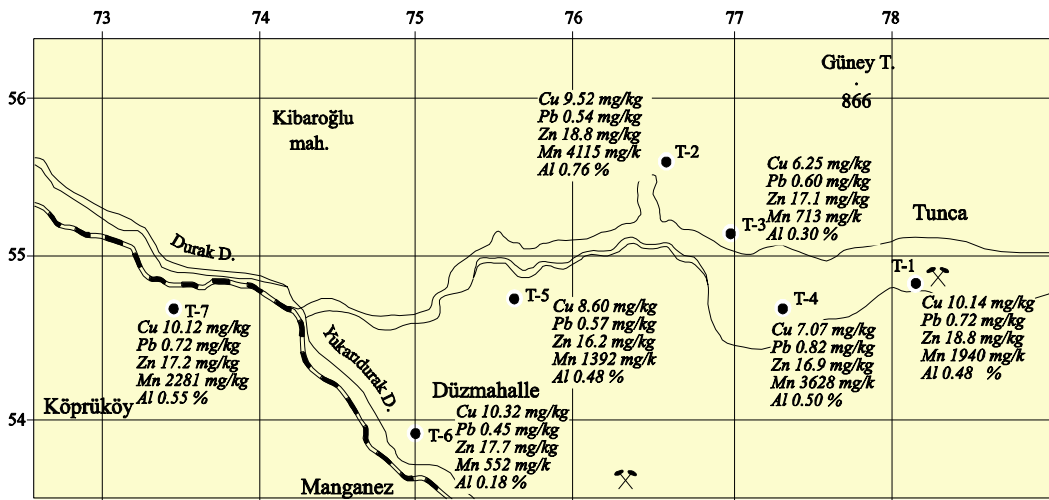 73 74 75 76 77 78
Güney T.
866
56
Cu 9.52 mg/kg
Pb 0.54 mg/kg
Zn 18.8 mg/kg
Mn 4115 mg/k
Al 0.76 %
T-2
Kibaroğlu
mah.
Cu 6.25 mg/kg
Pb 0.60 mg/kg
Zn 17.1 mg/kg
Mn 713 mg/k
Al 0.30 %
T-3
Tunca
55
Durak D.
T-1
Cu 10.14 mg/kg
Pb 0.72 mg/kg
Zn 18.8 mg/kg
Mn 1940 mg/k
Al 0.48 %
T-7
Cu 10.12 mg/kg
Pb 0.72 mg/kg
Zn 17.2 mg/kg
Mn 2281 mg/kg
Al 0.55 %
T-5
Cu 8.60 mg/kg
Pb 0.57 mg/kg
Zn 16.2 mg/kg
Mn 1392 mg/k
Al 0.48 %
T-4
Cu 7.07 mg/kg
Pb 0.82 mg/kg
Zn 16.9 mg/kg
Mn 3628 mg/k
Al 0.50 %
Yukarıdurak D.
Köprüköy
54
Düzmahalle
T-6
Cu 10.32 mg/kg
Pb 0.45 mg/kg
Zn 17.7 mg/kg
Mn 552 mg/k
Al 0.18 %
Manganez